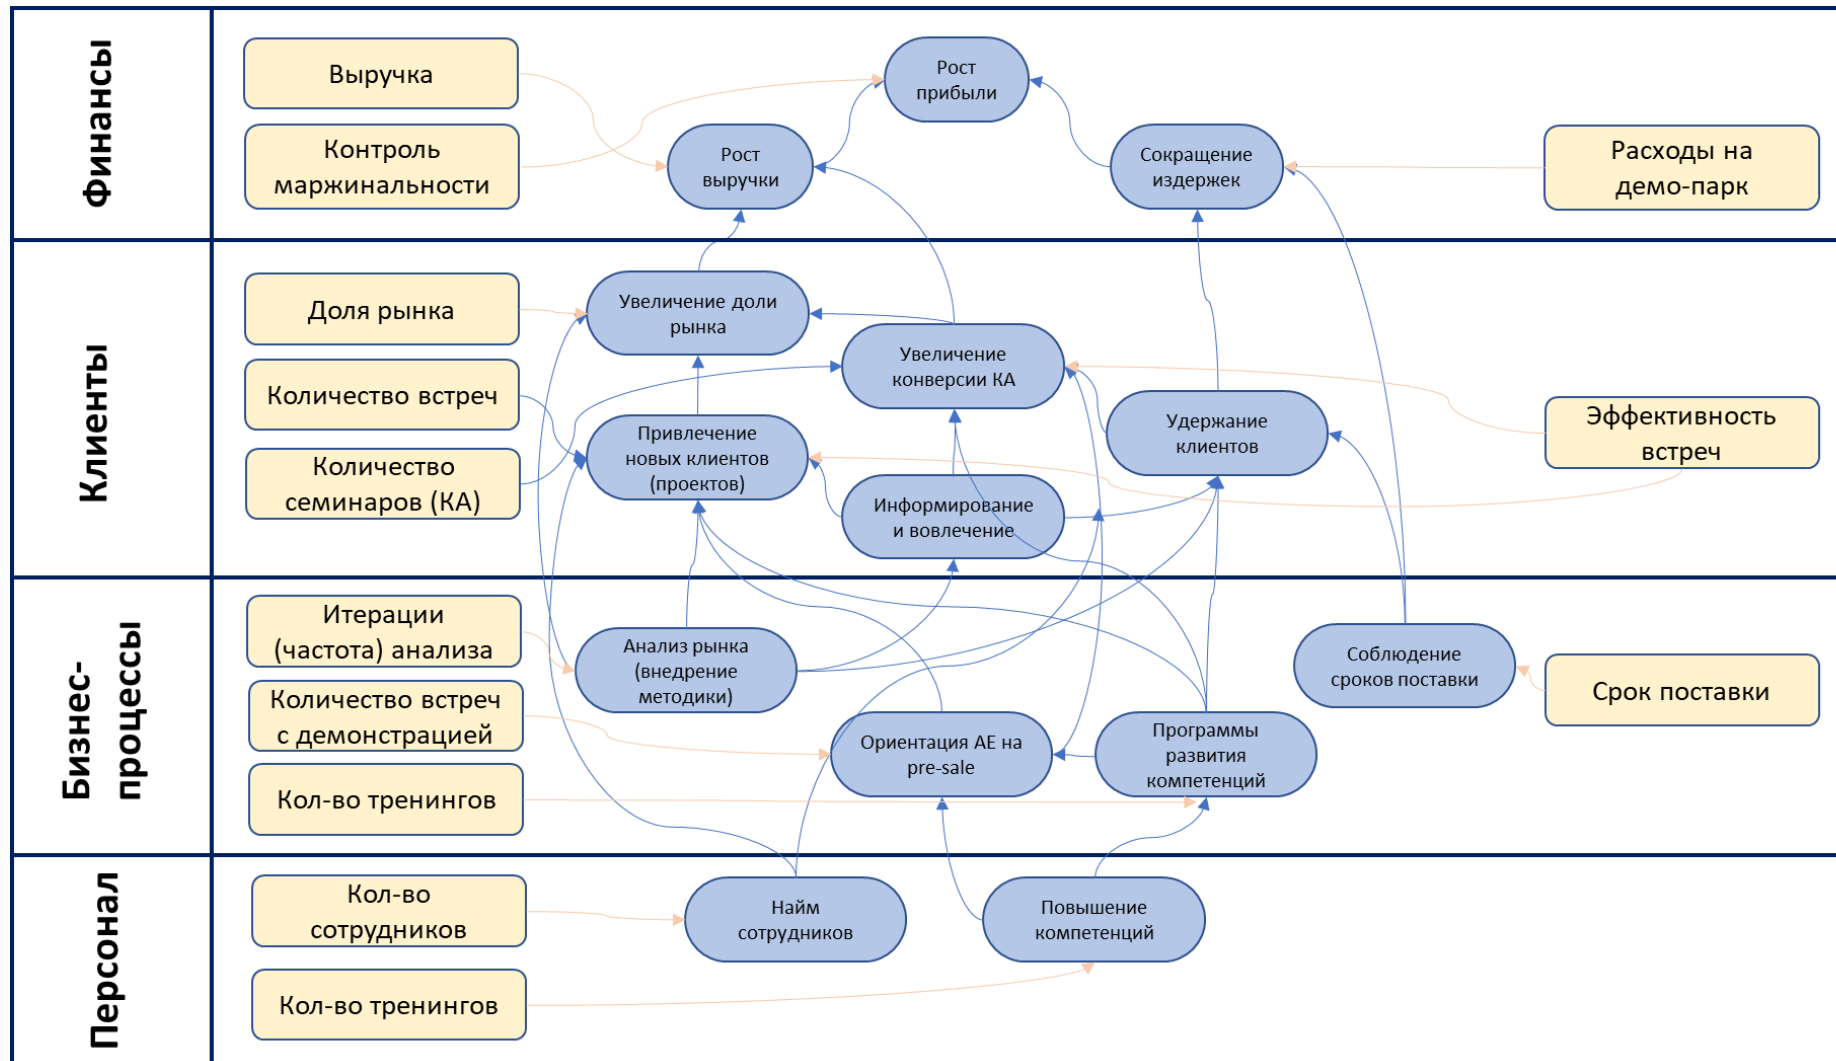 Финансы
Выручка
Контроль
маржинальности
Рост
прибыли
Рост
выручки
Сокращение
издержек
Расходы на
демо-парк
Клиенты
Доля рынка
Количество встреч
Количество
семинаров (КА)
Увеличение доли
рынка
Увеличение
конверсии КА
Привлечение
новых клиентов
(проектов)
Удержание
клиентов
Информирование
и вовлечение
Эффективность
встреч
Бизнес-
процессы
Итерации
(частота) анализа
Количество встреч
с демонстрацией
Кол-во тренингов
Анализ рынка
(внедрение
методики)
Ориентация АЕ на
pre-sale
Программы
развития
компетенций
Соблюдение
сроков поставки
Срок поставки
Персонал
Кол-во
сотрудников
Кол-во тренингов
Найм
сотрудников
Повышение
компетенций